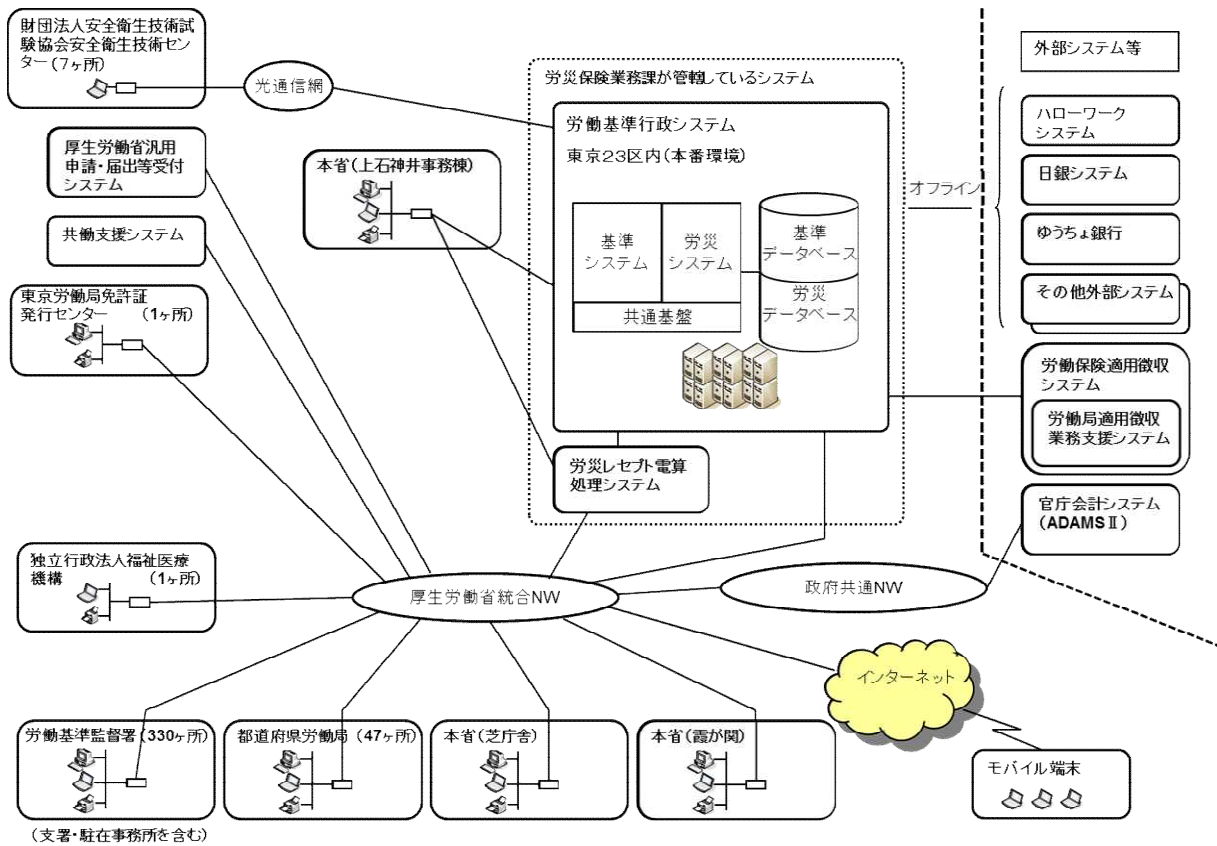 財団法人安全衛生技術試
験協会安全衛生技術セン
ター(7ヶ所)
光通信網
厚生労働省汎用
申請・届出等受付
システム
共働支援システム
東京労働局免許証
発行センター (1ヶ所)
本省(上石神井事務棟)
労災保険業務課が管轄しているシステム
労働基準行政システム
東京23区内(本番環境)
基準
システム
労災
システム
共通基盤
基準
データベース
労災
データベース
労災レセプト電算
処理システム
オフライン
外部システム等
ハローワーク
システム
日銀システム
ゆうちょ銀行
その他外部システム
労働保険適用徴収
システム
労働局適用徴収
業務支援システム
官庁会計システム
(ADAMSⅡ)
独立行政法人福祉医療
機構 (1ヶ所)
厚生労働省統合NW
政府共通NW
インターネット
モバイル端末
労働基準監督署(330ヶ所)
(支署・駐在事務所を含む)
都道府県労働局(47ヶ所)
本省(芝庁舎)
本省(霞が関)